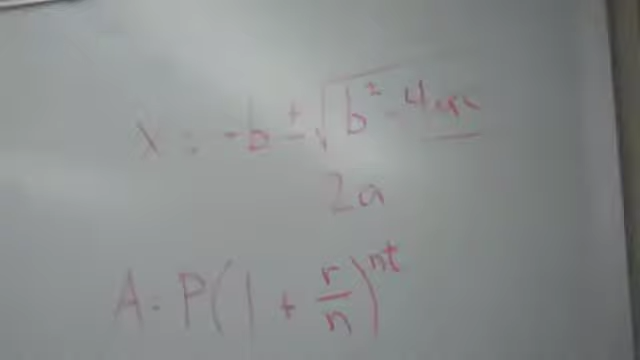 x = -b ± √b² - 4ac
2a
A = P(1 + r/n)^nt